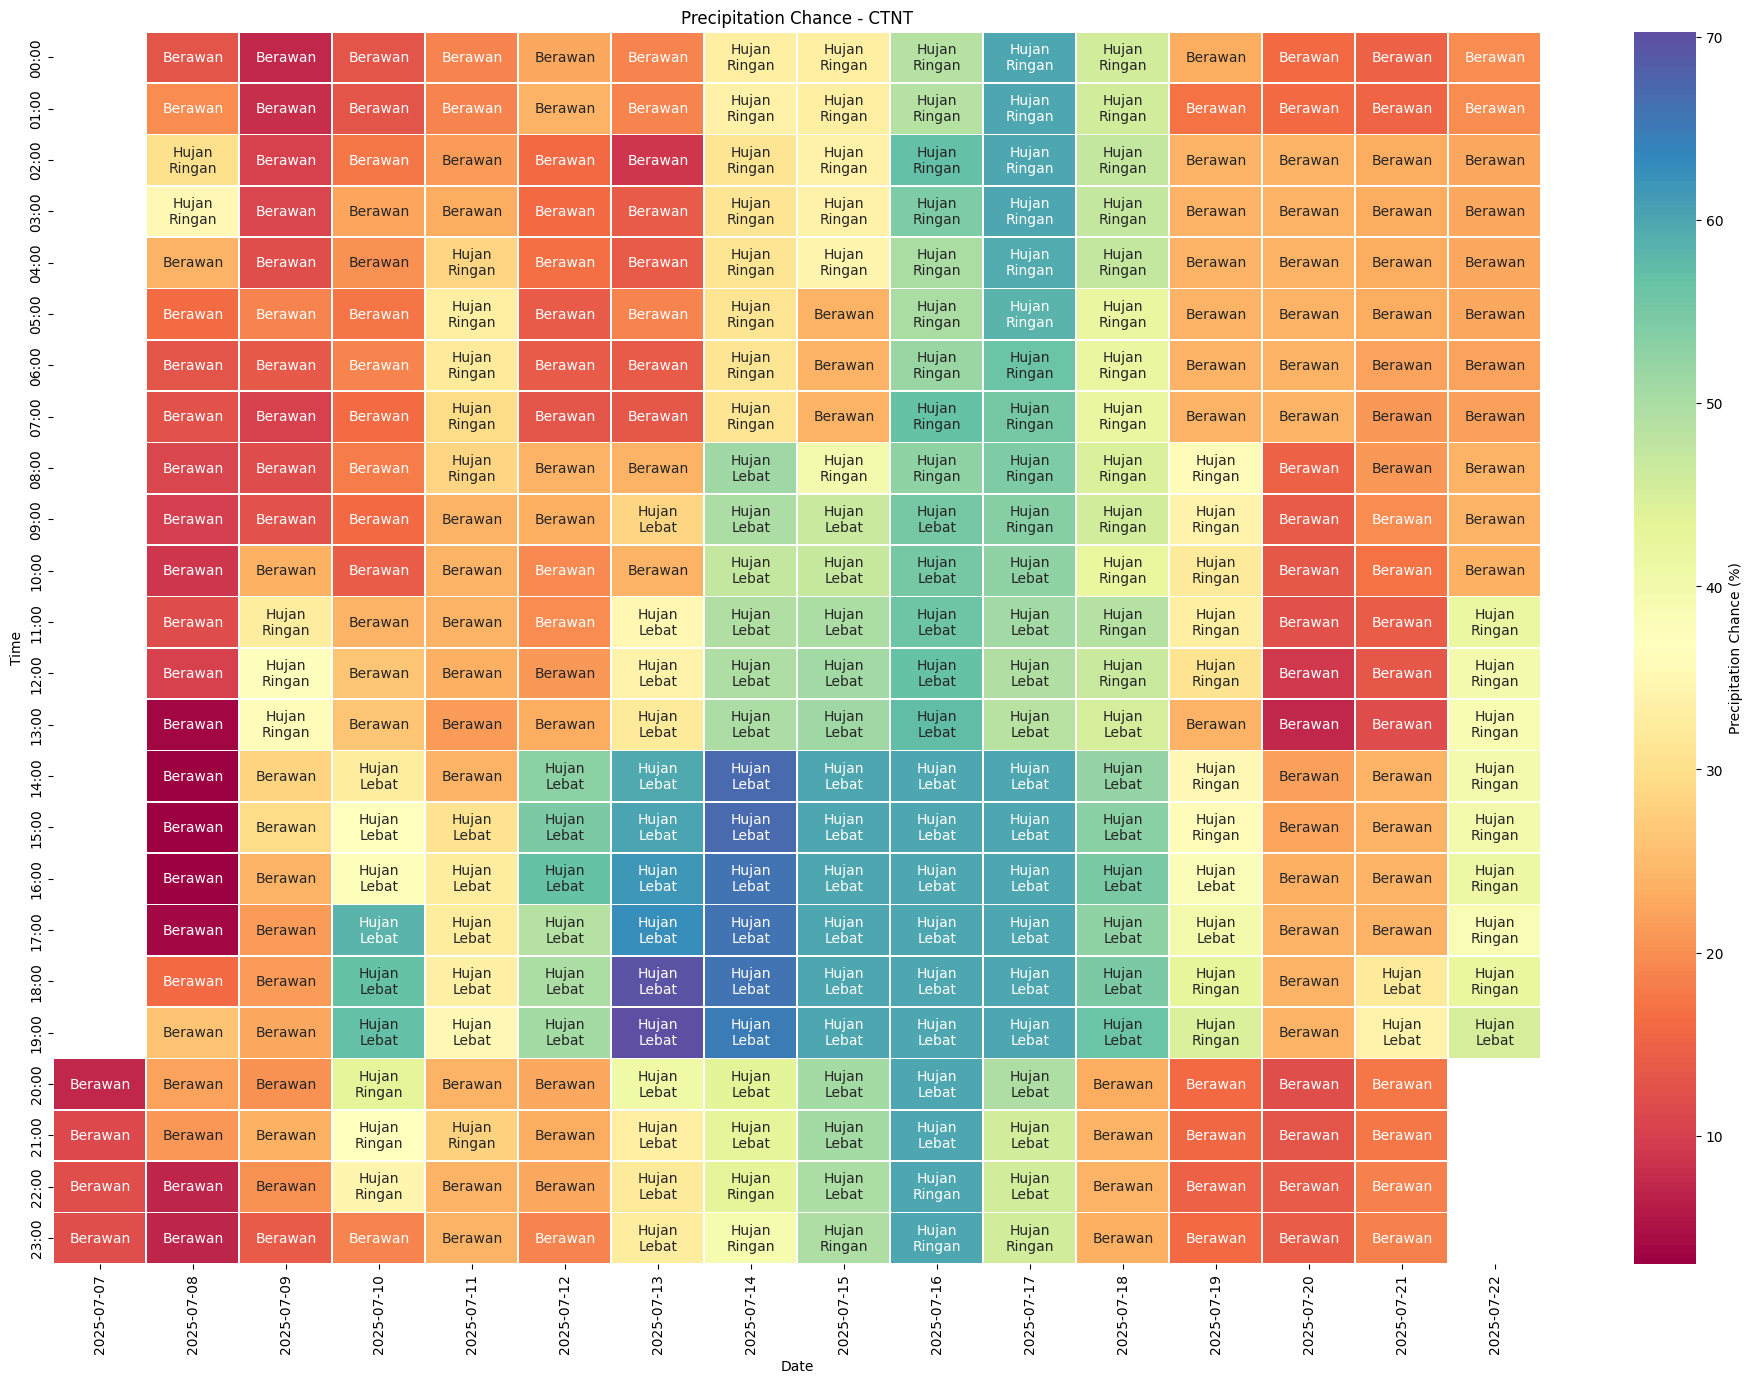 Precipitation Chance - CTNT
00:00 Berawan Berawan Berawan Berawan Berawan Berawan Hujan Ringan Hujan Ringan Hujan Ringan Hujan Ringan Hujan Ringan Berawan Berawan Berawan Berawan
01:00 Berawan Berawan Berawan Berawan Berawan Berawan Hujan Ringan Hujan Ringan Hujan Ringan Hujan Ringan Hujan Ringan Berawan Berawan Berawan Berawan
02:00 Hujan Ringan Berawan Berawan Berawan Berawan Berawan Hujan Ringan Hujan Ringan Hujan Ringan Hujan Ringan Hujan Ringan Berawan Berawan Berawan Berawan
03:00 Hujan Ringan Berawan Berawan Berawan Berawan Berawan Hujan Ringan Hujan Ringan Hujan Ringan Hujan Ringan Hujan Ringan Berawan Berawan Berawan Berawan
04:00 Berawan Berawan Berawan Hujan Ringan Berawan Berawan Hujan Ringan Hujan Ringan Hujan Ringan Hujan Ringan Hujan Ringan Berawan Berawan Berawan Berawan
05:00 Berawan Berawan Berawan Hujan Ringan Berawan Berawan Hujan Ringan Berawan Hujan Ringan Hujan Ringan Hujan Ringan Berawan Berawan Berawan Berawan
06:00 Berawan Berawan Berawan Hujan Ringan Berawan Berawan Hujan Ringan Berawan Hujan Ringan Hujan Ringan Hujan Ringan Berawan Berawan Berawan Berawan
07:00 Berawan Berawan Berawan Hujan Ringan Berawan Berawan Hujan Ringan Berawan Hujan Ringan Hujan Ringan Hujan Ringan Berawan Berawan Berawan Berawan
08:00 Berawan Berawan Berawan Hujan Ringan Berawan Berawan Hujan Lebat Hujan Ringan Hujan Ringan Hujan Ringan Hujan Ringan Hujan Ringan Berawan Berawan Berawan
09:00 Berawan Berawan Berawan Berawan Berawan Hujan Lebat Hujan Lebat Hujan Lebat Hujan Lebat Hujan Ringan Hujan Ringan Hujan Ringan Berawan Berawan Berawan
10:00 Berawan Berawan Berawan Berawan Berawan Berawan Hujan Lebat Hujan Lebat Hujan Lebat Hujan Lebat Hujan Ringan Hujan Ringan Berawan Berawan Berawan
11:00 Berawan Hujan Ringan Berawan Berawan Berawan Hujan Lebat Hujan Lebat Hujan Lebat Hujan Lebat Hujan Lebat Hujan Ringan Hujan Ringan Berawan Berawan Hujan Ringan
12:00 Berawan Hujan Ringan Berawan Berawan Berawan Hujan Lebat Hujan Lebat Hujan Lebat Hujan Lebat Hujan Lebat Hujan Ringan Hujan Ringan Berawan Berawan Hujan Ringan
13:00 Berawan Hujan Ringan Berawan Berawan Berawan Hujan Lebat Hujan Lebat Hujan Lebat Hujan Lebat Hujan Lebat Hujan Lebat Berawan Berawan Berawan Hujan Ringan
14:00 Berawan Berawan Hujan Lebat Berawan Hujan Lebat Hujan Lebat Hujan Lebat Hujan Lebat Hujan Lebat Hujan Lebat Hujan Lebat Hujan Ringan Berawan Berawan Hujan Ringan
15:00 Berawan Berawan Hujan Lebat Hujan Lebat Hujan Lebat Hujan Lebat Hujan Lebat Hujan Lebat Hujan Lebat Hujan Lebat Hujan Lebat Hujan Ringan Berawan Berawan Hujan Ringan
16:00 Berawan Berawan Hujan Lebat Hujan Lebat Hujan Lebat Hujan Lebat Hujan Lebat Hujan Lebat Hujan Lebat Hujan Lebat Hujan Lebat Hujan Lebat Berawan Berawan Hujan Ringan
17:00 Berawan Berawan Hujan Lebat Hujan Lebat Hujan Lebat Hujan Lebat Hujan Lebat Hujan Lebat Hujan Lebat Hujan Lebat Hujan Lebat Hujan Lebat Berawan Berawan Hujan Ringan
18:00 Berawan Berawan Hujan Lebat Hujan Lebat Hujan Lebat Hujan Lebat Hujan Lebat Hujan Lebat Hujan Lebat Hujan Lebat Hujan Lebat Hujan Ringan Berawan Hujan Lebat Hujan Ringan
19:00 Berawan Berawan Hujan Lebat Hujan Lebat Hujan Lebat Hujan Lebat Hujan Lebat Hujan Lebat Hujan Lebat Hujan Lebat Hujan Lebat Hujan Ringan Berawan Hujan Lebat Hujan Lebat
20:00 Berawan Berawan Berawan Hujan Ringan Berawan Berawan Hujan Lebat Hujan Lebat Hujan Lebat Hujan Lebat Hujan Lebat Berawan Berawan Berawan Berawan
21:00 Berawan Berawan Berawan Hujan Ringan Hujan Ringan Berawan Hujan Lebat Hujan Lebat Hujan Lebat Hujan Lebat Hujan Lebat Berawan Berawan Berawan Berawan
22:00 Berawan Berawan Berawan Hujan Ringan Berawan Berawan Hujan Lebat Hujan Ringan Hujan Lebat Hujan Ringan Hujan Lebat Berawan Berawan Berawan Berawan
23:00 Berawan Berawan Berawan Berawan Berawan Berawan Hujan Lebat Hujan Ringan Hujan Ringan Hujan Ringan Hujan Ringan Berawan Berawan Berawan Berawan
Time
2025-07-07 2025-07-08 2025-07-09 2025-07-10 2025-07-11 2025-07-12 2025-07-13 2025-07-14 2025-07-15 2025-07-16 2025-07-17 2025-07-18 2025-07-19 2025-07-20 2025-07-21 2025-07-22
Date
70
60
50
40
30
20
10
Precipitation Chance (%)